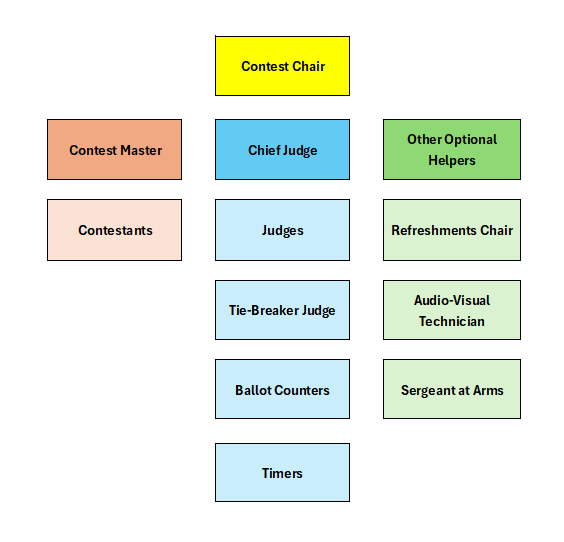 Contest Chair
Contest Master
Chief Judge
Other Optional
Helpers
Contestants
Judges
Refreshments Chair
Tie-Breaker Judge
Audio-Visual
Technician
Ballot Counters
Sergeant at Arms
Timers